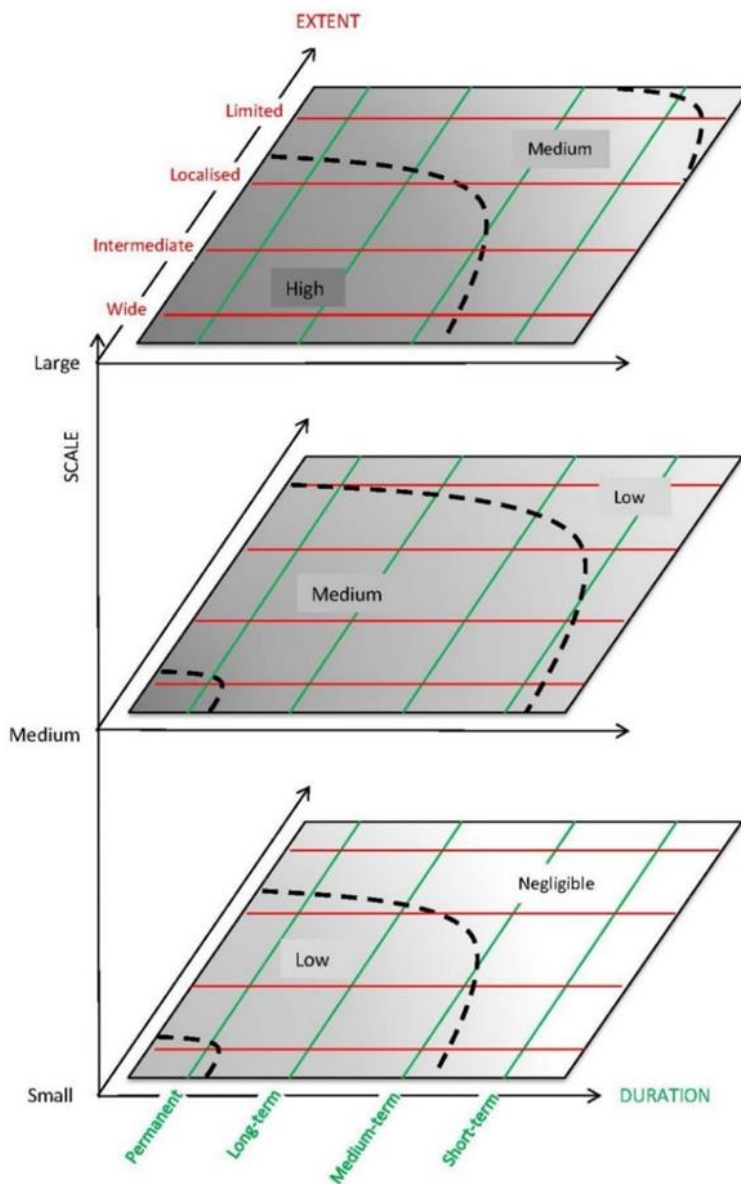 EXTENT
Limited
Medium
Localised
Intermediate
High
Wide
Large
SCALE
Low
Medium
Medium
Negligible
Low
Small
DURATION
Permanent
Long-term
Medium-term
Short-term